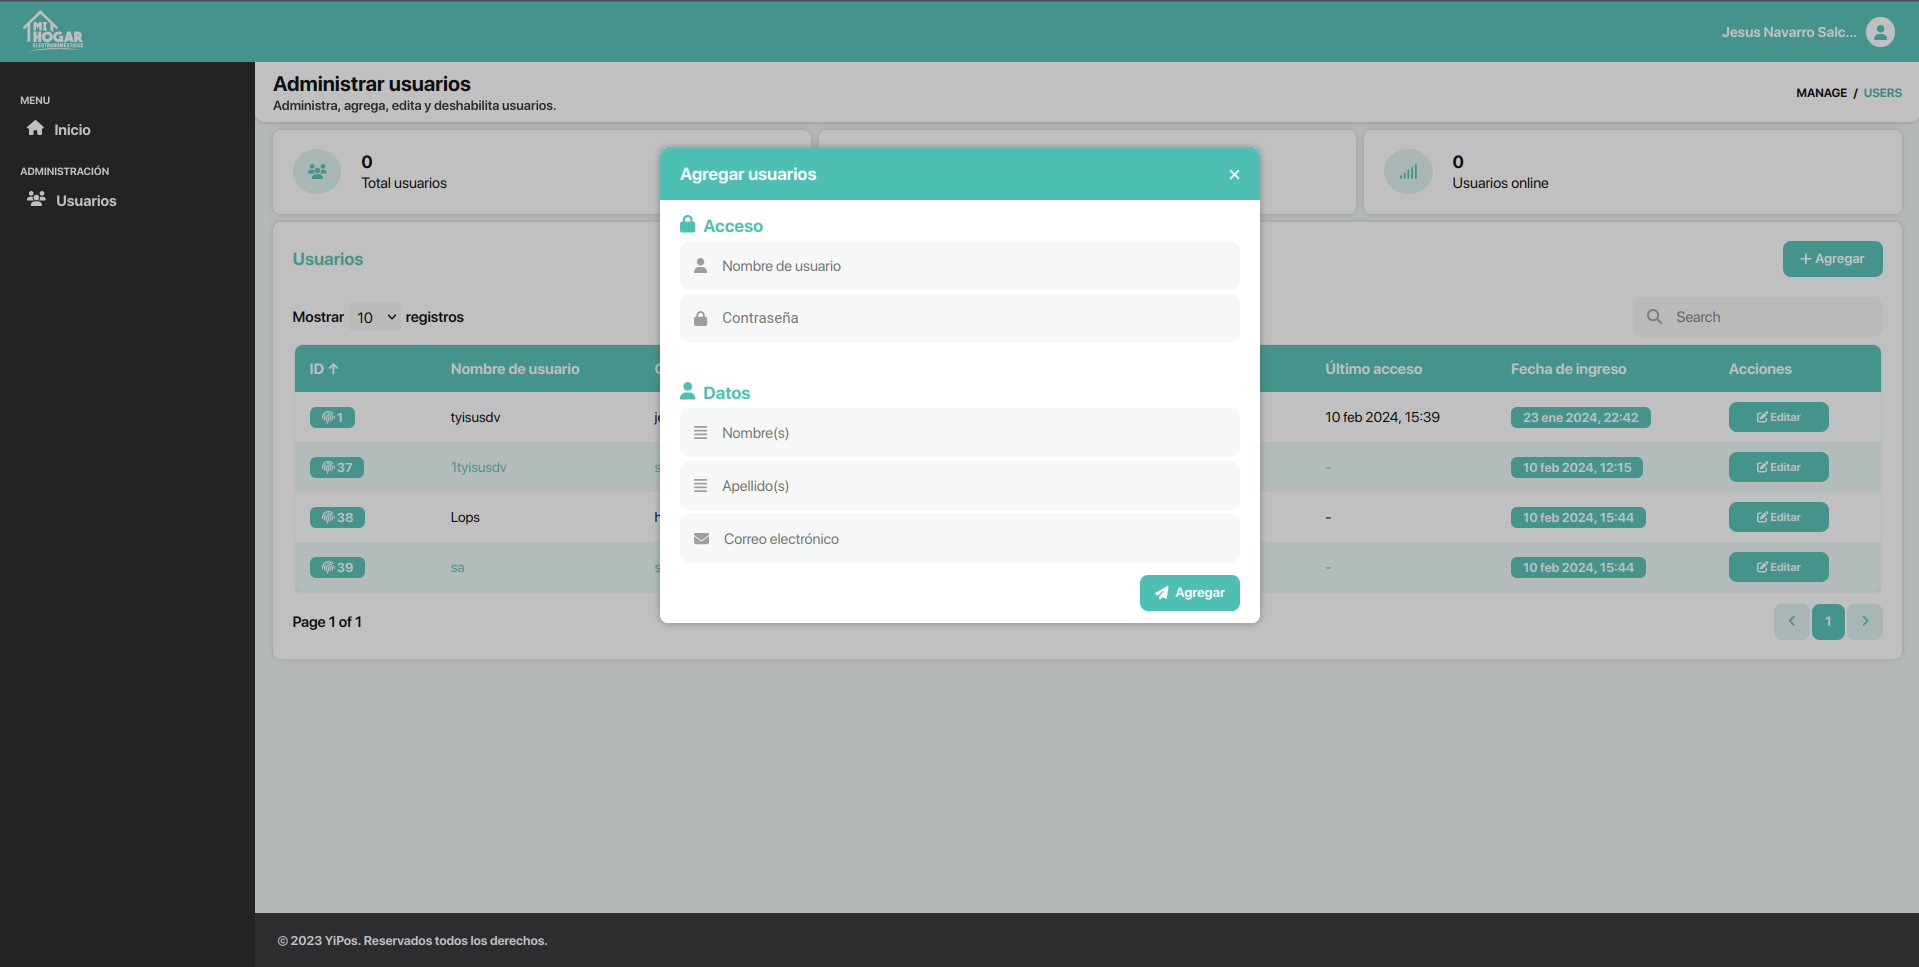 MI
HOGAR
ELECTRODOMÉSTICOS
Jesus Navarro Salc...
MENU
Inicio
ADMINISTRACIÓN
Usuarios
Administrar usuarios
Administra, agrega, edita y deshabilita usuarios.
MANAGE / USERS
0
Total usuarios
0
Usuarios online
Usuarios
+ Agregar
Mostrar 10 registros
Search
ID ↑ Nombre de usuario Último acceso Fecha de ingreso Acciones
1 tyisusdv 10 feb 2024, 15:39 23 ene 2024, 22:42 Editar
37 1tyisusdv - 10 feb 2024, 12:15 Editar
38 Lops - 10 feb 2024, 15:44 Editar
39 sa - 10 feb 2024, 15:44 Editar
Page 1 of 1
1
Agregar usuarios
Acceso
Nombre de usuario
Contraseña
Datos
Nombre(s)
Apellido(s)
Correo electrónico
Agregar
© 2023 YiPos. Reservados todos los derechos.